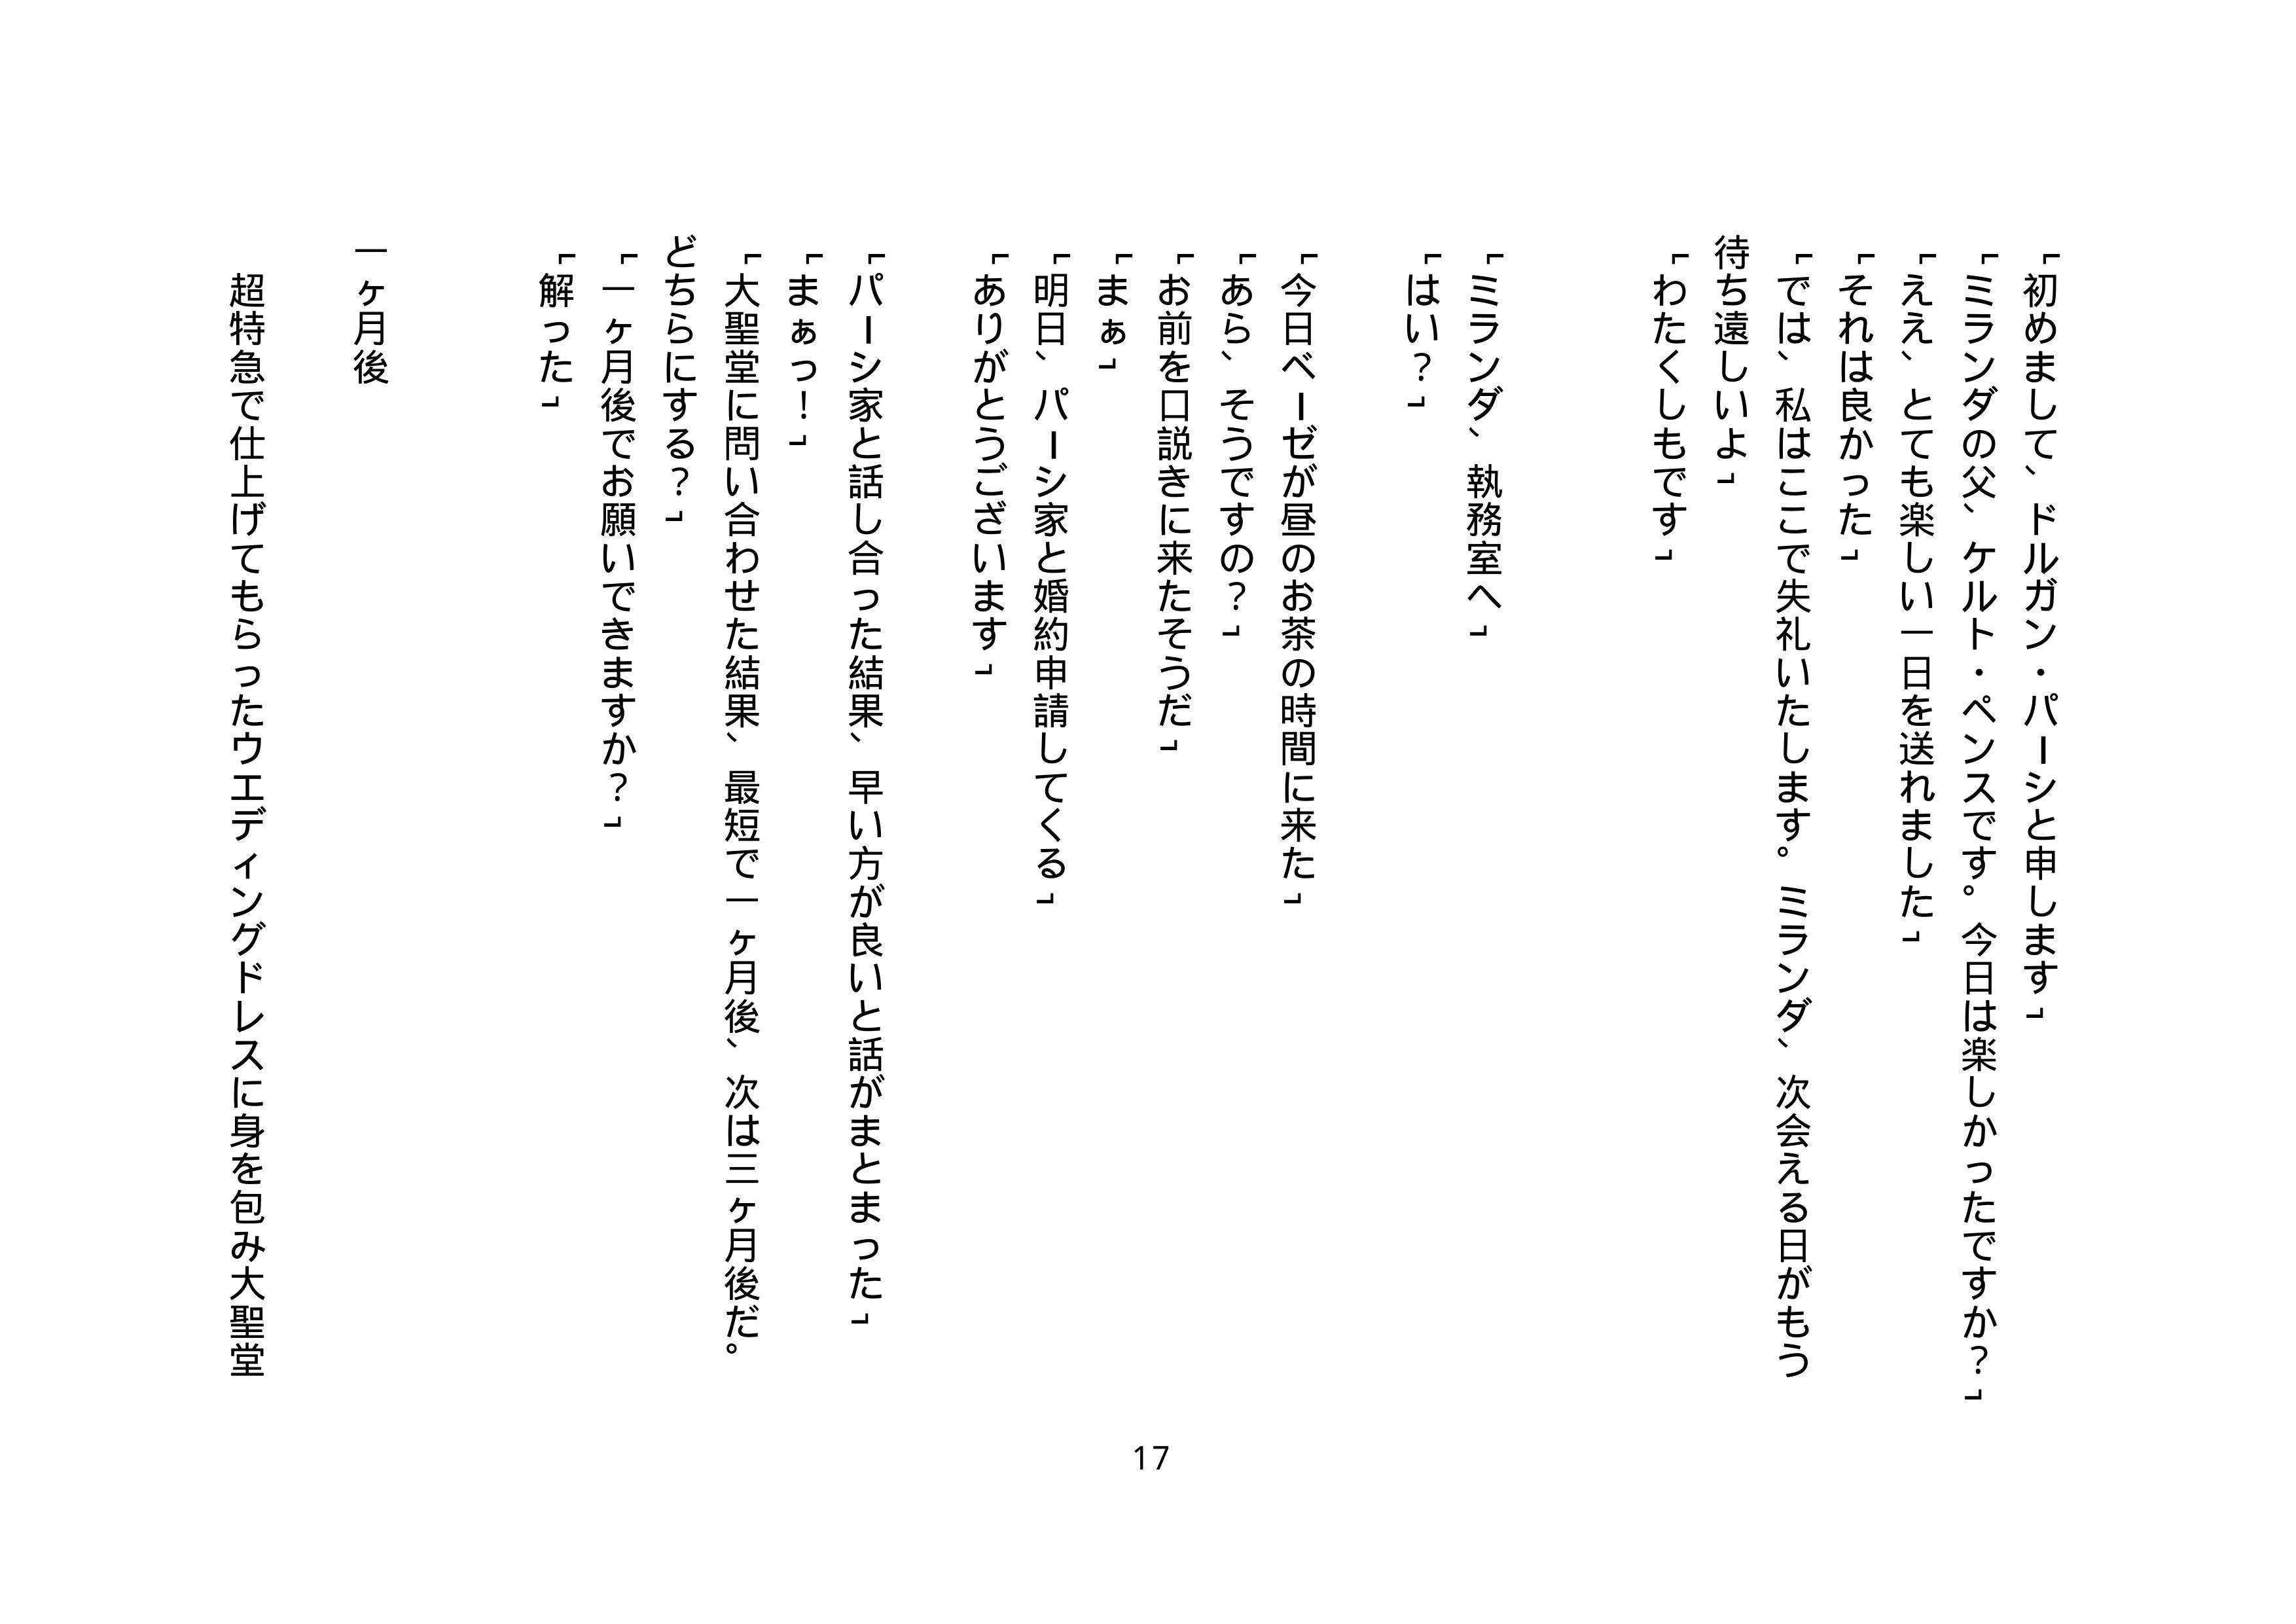 「初めまして、ドルガン・パーシと申します」
「ミランダの父、ケルト・ペンスです。今日は楽しかったですか？」
「ええ、とても楽しい一日を送れました」
「それは良かった」
「では、私はここで失礼いたします。ミランダ、次会える日がもう
待ち遠しいよ」
「わたくしもです」
「ミランダ、執務室へ」
「はい？」
「今日ベーゼが昼のお茶の時間に来た」
「あら、そうですの？」
「お前を口説きに来たそうだ」
「まぁ」
「明日、パーシ家と婚約申請してくる」
「ありがとうございます」
「パーシ家と話し合った結果、早い方が良いと話がまとまった」
「まぁっ！」
「大聖堂に問い合わせた結果、最短で一ヶ月後、次は三ヶ月後だ。
どちらにする？」
「一ヶ月後でお願いできますか？」
「解った」
一ヶ月後
超特急で仕上げてもらったウエディングドレスに身を包み大聖堂
17